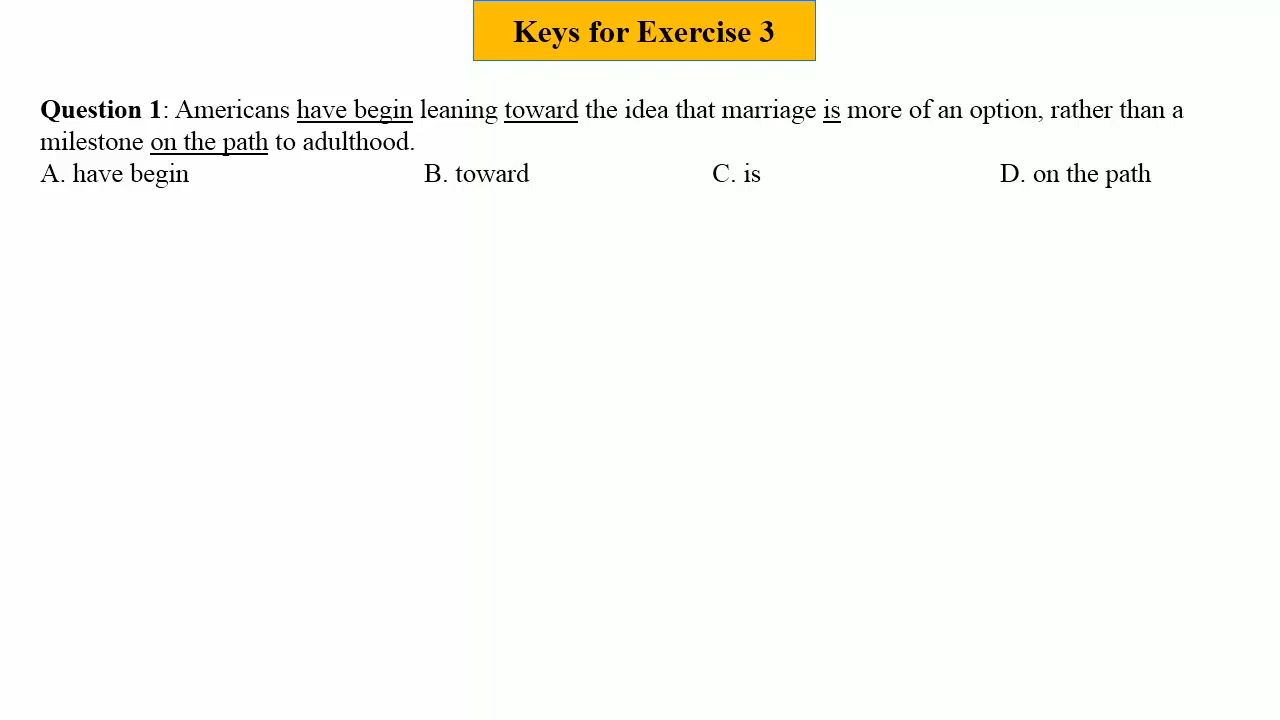 Keys for Exercise 3
Question 1: Americans have begin leaning toward the idea that marriage is more of an option, rather than a
milestone on the path to adulthood.
A. have begin B. toward C. is D. on the path